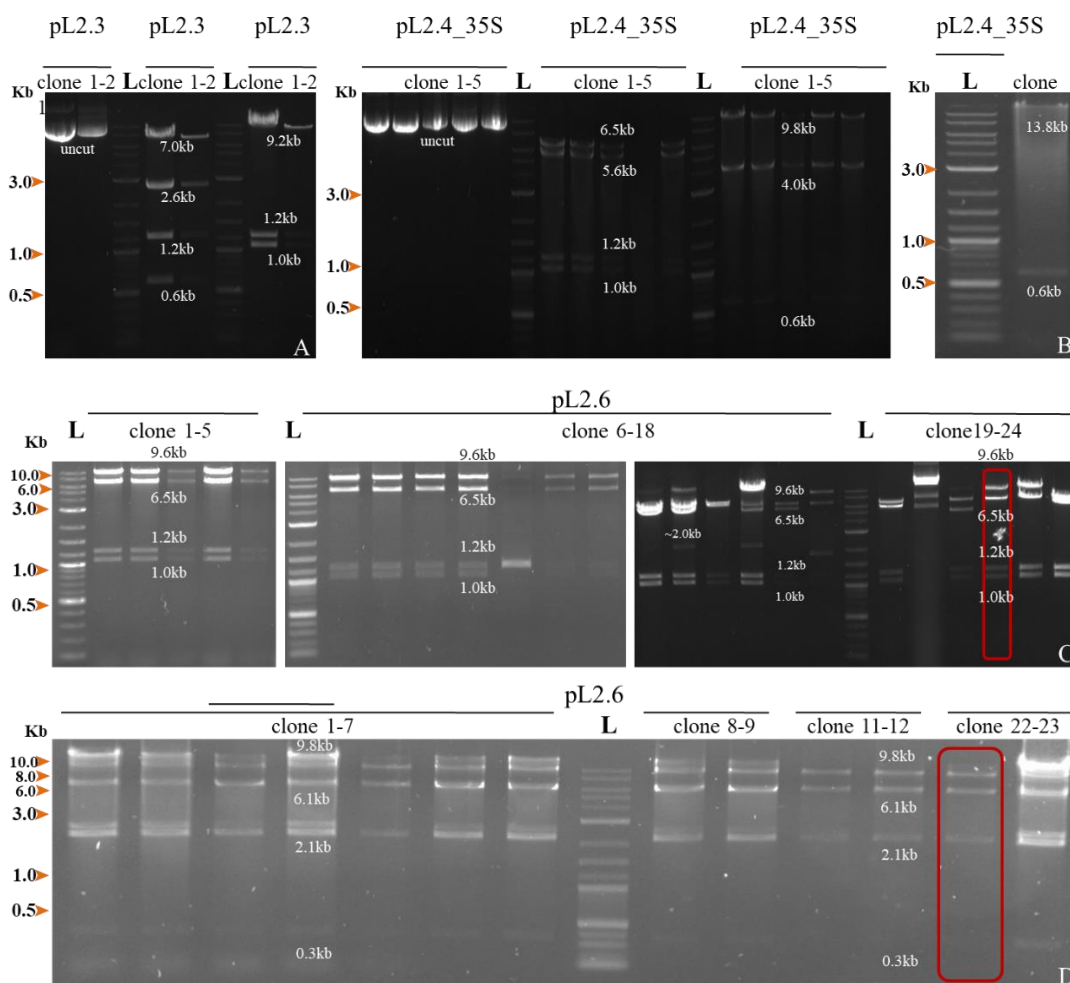 pL2.3 pL2.3 pL2.3 pL2.4_35S pL2.4_35S pL2.4_35S pL2.4_35S
clone 1-2 L clone 1-2 L clone 1-2 clone 1-5 L clone 1-5 L clone 1-5 L clone
Kb Kb Kb
uncut 7.0kb 9.2kb uncut 6.5kb 9.8kb 13.8kb
5.6kb 4.0kb
3.0 2.6kb 3.0 3.0
1.2kb 1.2kb 1.2kb
1.0 1.0kb 1.0 1.0kb 1.0
0.5 0.6kb 0.5 0.6kb 0.5 0.6kb
A B
pL2.6
L clone 1-5 L clone 6-18 L clone19-24
Kb 9.6kb 9.6kb 9.6kb
10.0 9.6kb
6.0 6.5kb 6.5kb 6.5kb 6.5kb
3.0 ~2.0kb
1.2kb 1.2kb 1.2kb 1.2kb
1.0 1.0kb 1.0kb 1.0kb 1.0kb
0.5
C
pL2.6
clone 1-7 L clone 8-9 clone 11-12 clone 22-23
Kb
10.0 9.8kb 9.8kb
8.0
6.0 6.1kb 6.1kb
3.0
2.1kb 2.1kb
1.0
0.5
0.3kb 0.3kb
D